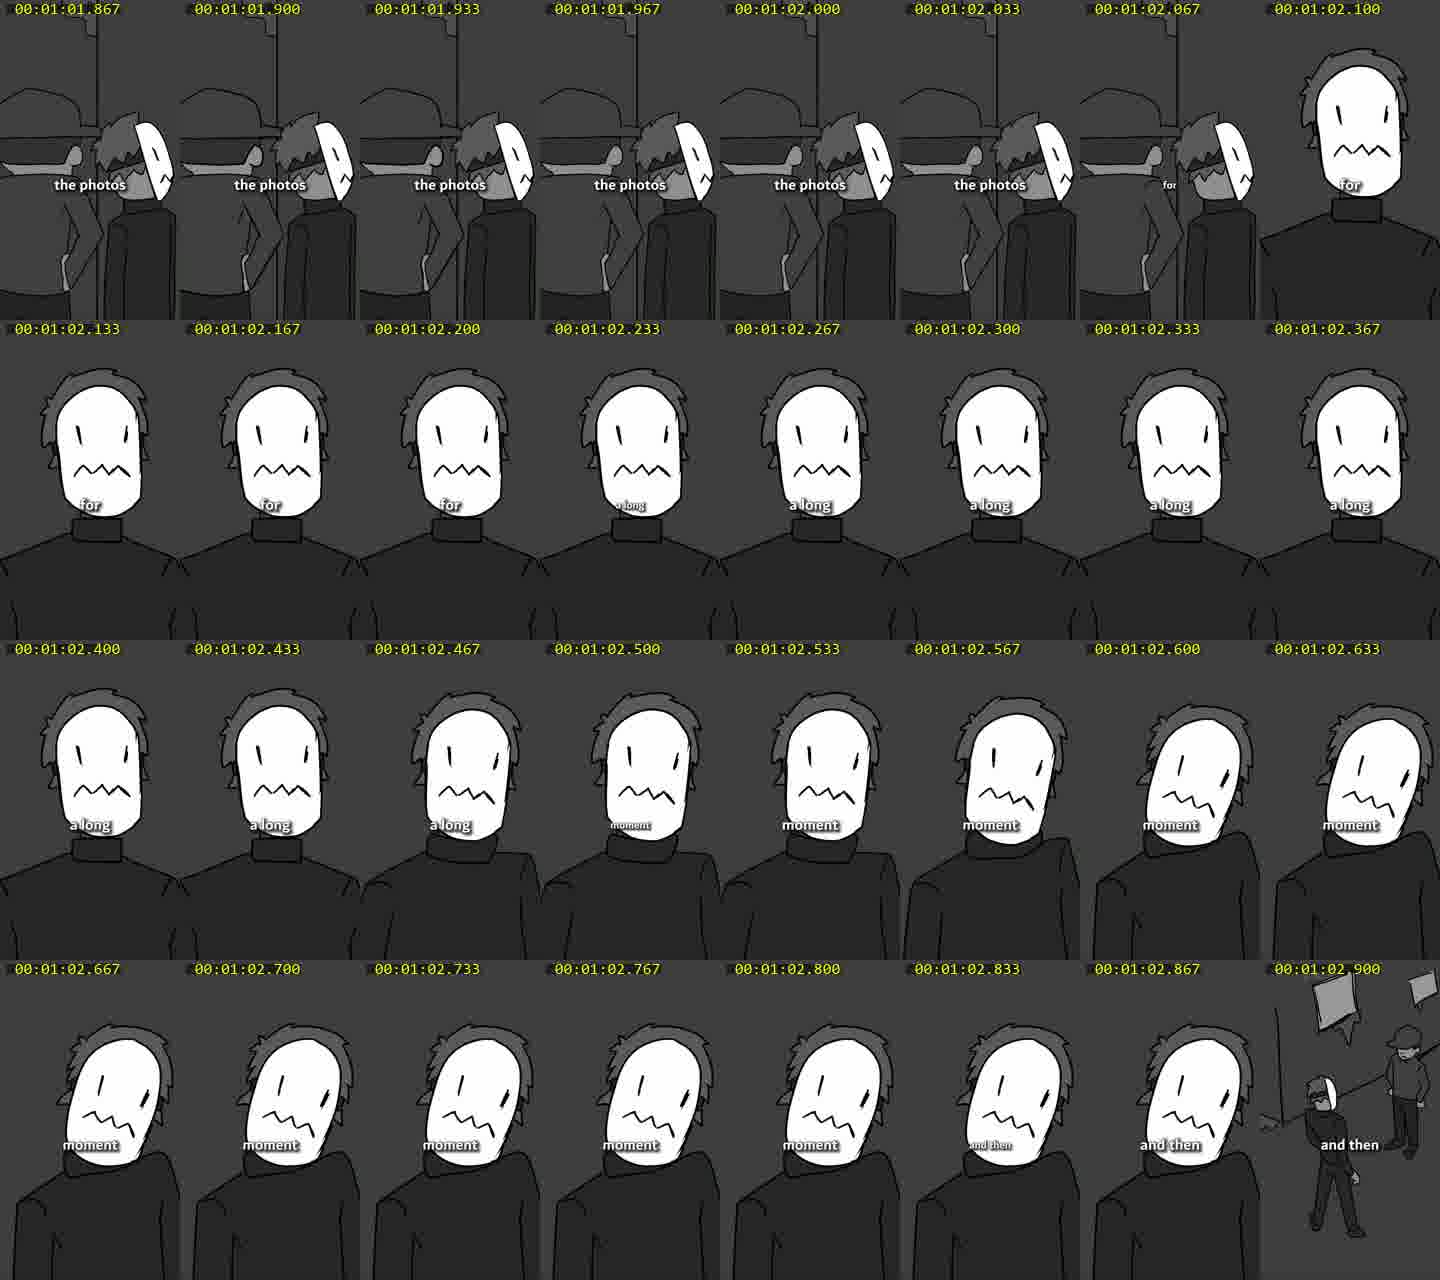 00:01:01.867 00:01:01.900 00:01:01.933 00:01:01.967 00:01:02.000 00:01:02.033 00:01:02.067 00:01:02.100
the photos the photos the photos the photos the photos the photos for for
00:01:02.133 00:01:02.167 00:01:02.200 00:01:02.233 00:01:02.267 00:01:02.300 00:01:02.333 00:01:02.367
for for for a long a long a long a long a long
00:01:02.400 00:01:02.433 00:01:02.467 00:01:02.500 00:01:02.533 00:01:02.567 00:01:02.600 00:01:02.633
a long a long a long moment moment moment moment moment
00:01:02.667 00:01:02.700 00:01:02.733 00:01:02.767 00:01:02.800 00:01:02.833 00:01:02.867 00:01:02.900
moment moment moment moment moment and then and then and then